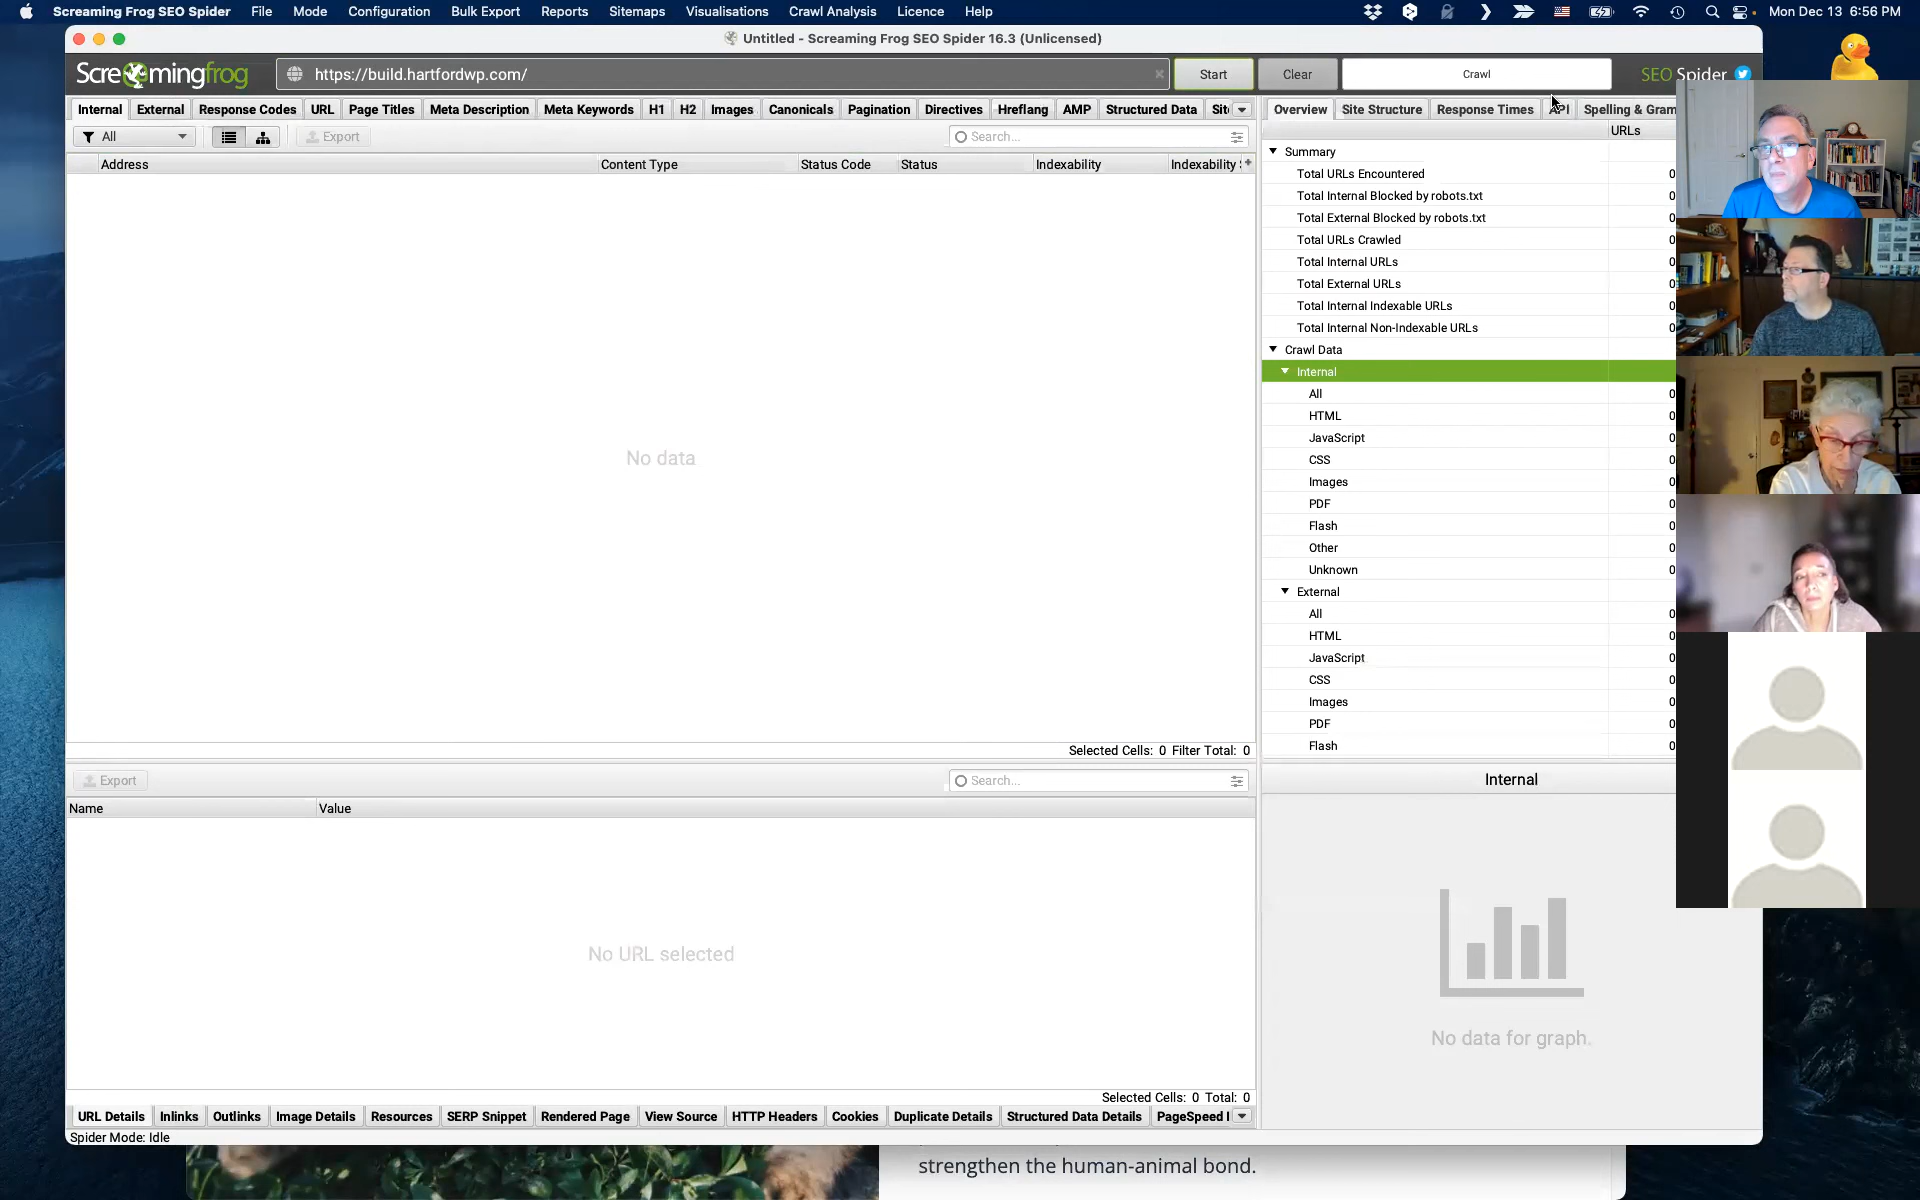 Screaming Frog SEO Spider File Mode Configuration Bulk Export Reports Sitemaps Visualisations Crawl Analysis Licence Help Mon Dec 13 6:56 PM
Untitled - Screaming Frog SEO Spider 16.3 (Unlicensed)
Screamingfrog https://build.hartfordwp.com/ Start Clear Crawl SEO Spider
Internal External Response Codes URL Page Titles Meta Description Meta Keywords H1 H2 Images Canonicals Pagination Directives Hreflang AMP Structured Data Sit
All Export Search...
Address Content Type Status Code Status Indexability Indexability
No data
Selected Cells: 0 Filter Total: 0
Export Search...
Name Value
No URL selected
Selected Cells: 0 Total: 0
URL Details Inlinks Outlinks Image Details Resources SERP Snippet Rendered Page View Source HTTP Headers Cookies Duplicate Details Structured Data Details PageSpeed
Spider Mode: Idle
Overview Site Structure Response Times API Spelling & Gram
URLs
Summary
Total URLs Encountered 0
Total Internal Blocked by robots.txt 0
Total External Blocked by robots.txt 0
Total URLs Crawled 0
Total Internal URLs 0
Total External URLs 0
Total Internal Indexable URLs 0
Total Internal Non-Indexable URLs 0
Crawl Data
Internal
All 0
HTML 0
JavaScript 0
CSS 0
Images 0
PDF 0
Flash 0
Other 0
Unknown 0
External
All 0
HTML 0
JavaScript 0
CSS 0
Images 0
PDF 0
Flash 0
Internal
No data for graph.
strengthen the human-animal bond.